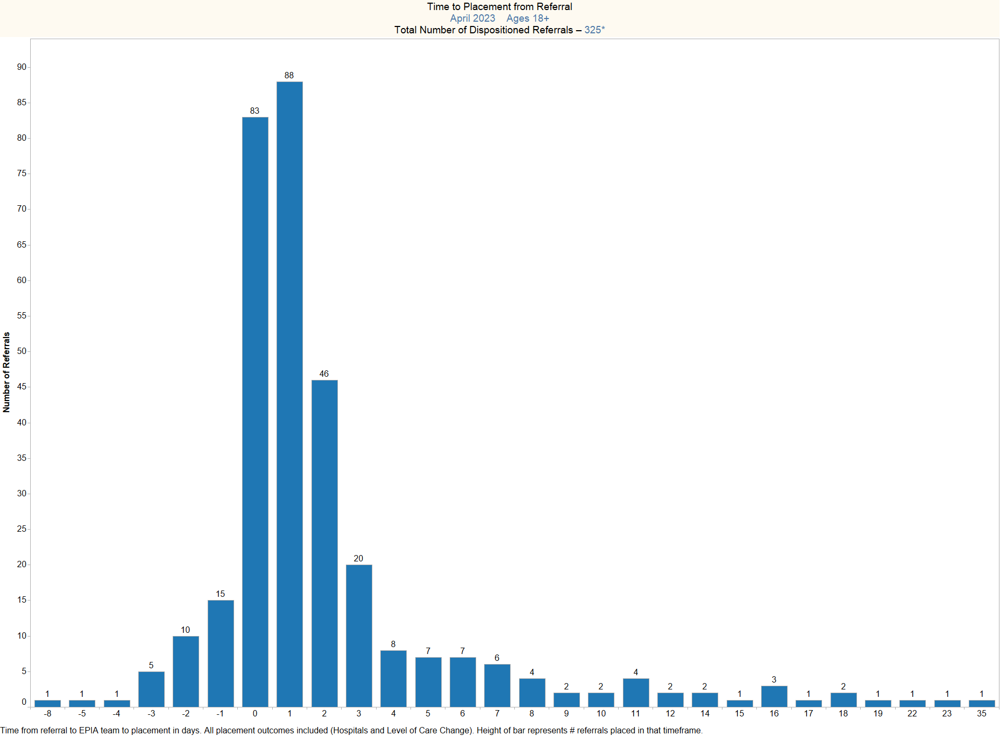 Time to Placement from Referral
April 2023 Ages 18+
Total Number of Dispositioned Referrals – 325*
Number of Referrals
90
85
80
75
70
65
60
55
50
45
40
35
30
25
20
15
10
5
0
1 1 1 5 10 15 83 88 46 20 8 7 7 6 4 2 2 4 2 2 1 3 1 2 1 1 1 1
-8 -5 -4 -3 -2 -1 0 1 2 3 4 5 6 7 8 9 10 11 12 14 15 16 17 18 19 22 23 35
Time from referral to EPIA team to placement in days. All placement outcomes included (Hospitals and Level of Care Change). Height of bar represents # referrals placed in that timeframe.